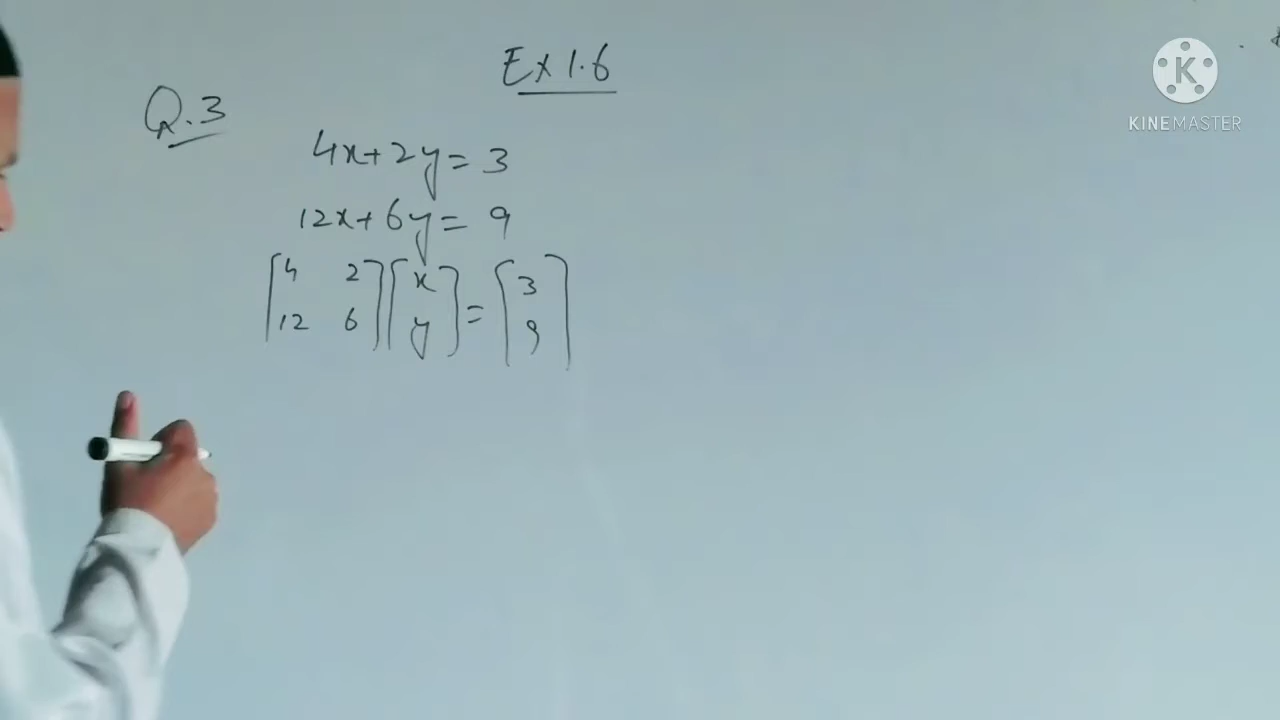 Ex 1.6
K
KINEMASTER
Q.3
4x+2y=3
12x+6y=9
[4 2] [x] = [3]
[12 6] [y] [9]